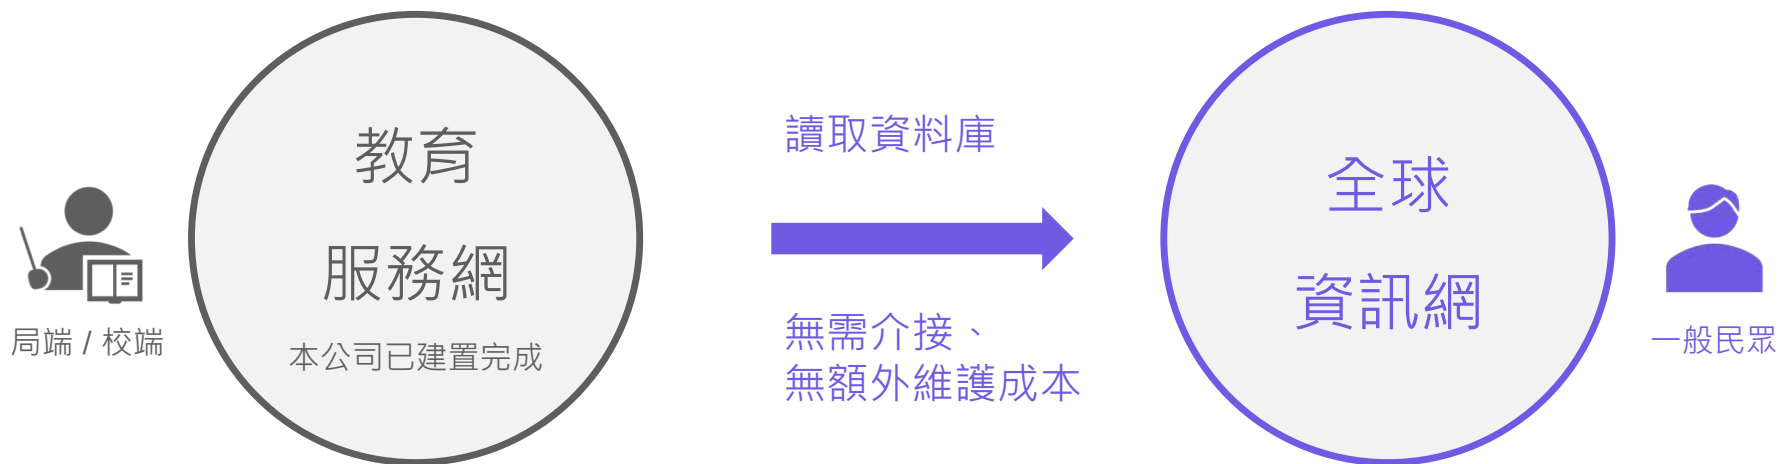 教育
服務網
本公司已建置完成
局端 / 校端
讀取資料庫
無需介接、
無額外維護成本
全球
資訊網
一般民眾